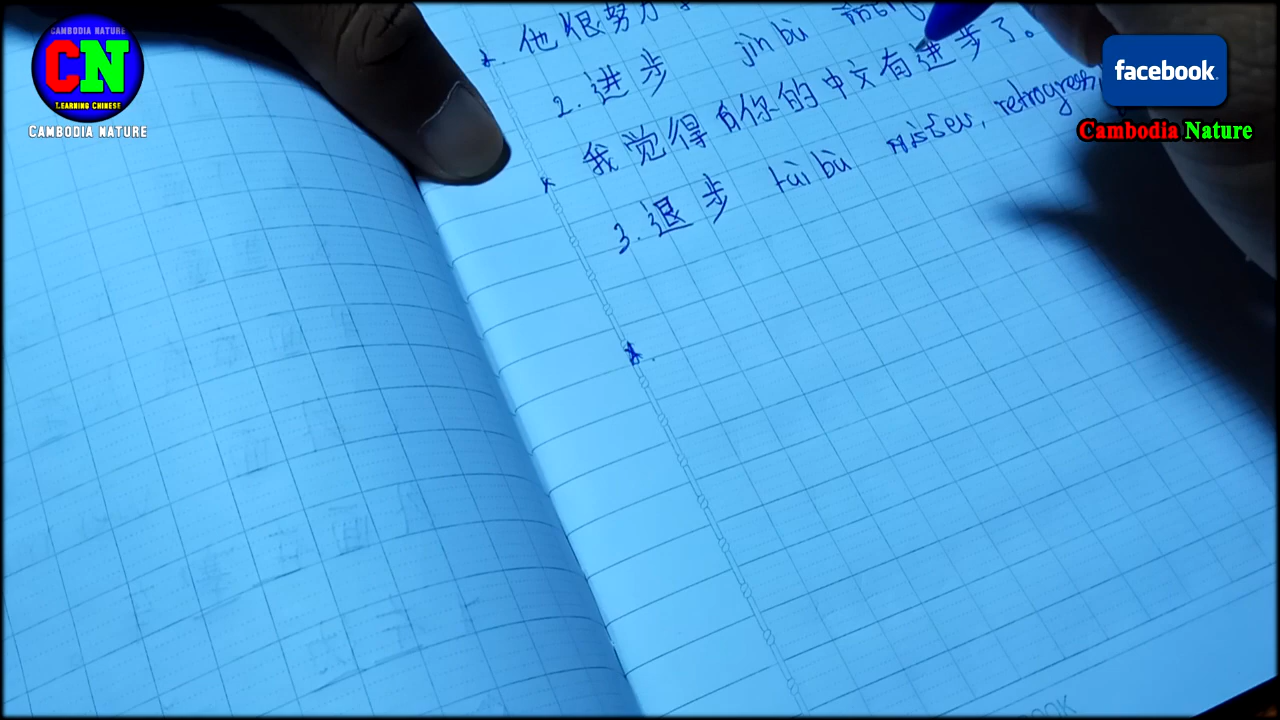 CAMBODIA NATURE
CN
LEARNING CHINESE
CAMBODIA NATURE
facebook
Cambodia Nature
他很努力
2. 进步 jìn bù
我觉得你的中文有进步了。
3. 退步 tuì bù retrogress